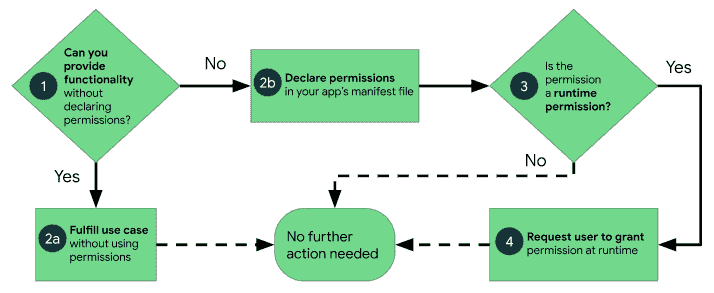 Can you
provide
functionality
without
declaring
permissions?
1
No
2b
Declare permissions
in your app's manifest file
3
Is the
permission
a runtime
permission?
Yes
No
Yes
2a
Fulfill use case
without using
permissions
No further
action needed
4
Request user to grant
permission at runtime